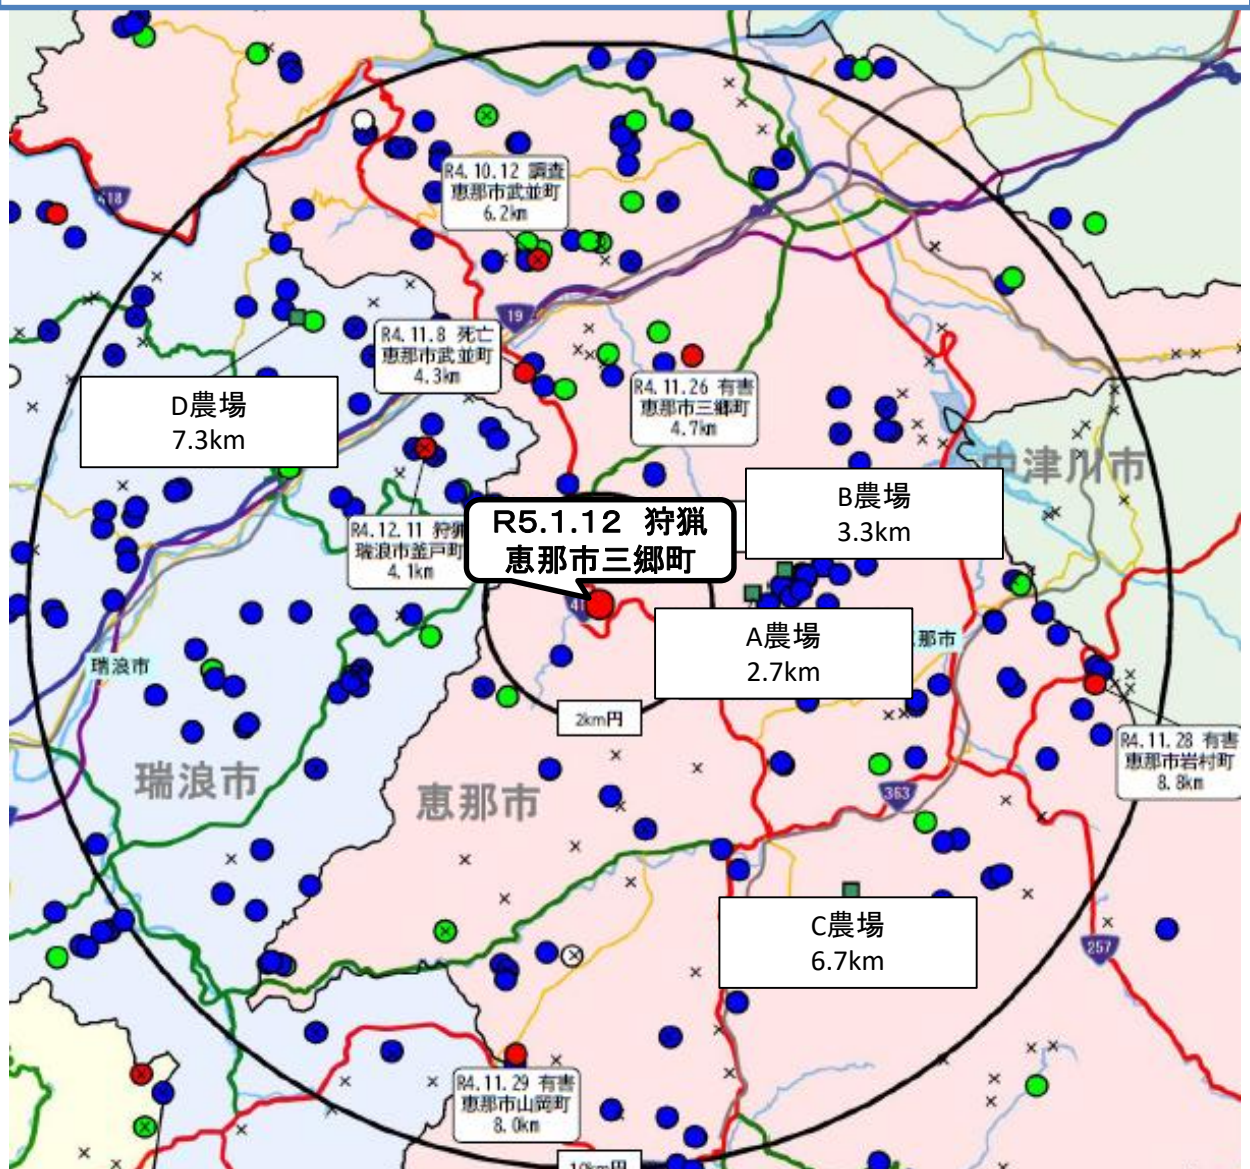 R4.10.12 調査
恵那市武並町
6.2km
418
19
R4.11.8 死亡
恵那市武並町
4.3km
R4.11.26 有害
恵那市三郷町
4.7km
D農場
7.3km
中津川市
B農場
3.3km
R4.12.11 狩猟
瑞浪市釜戸町
4.1km
R5.1.12 狩猟
恵那市三郷町
41
A農場
2.7km
恵那市
瑞浪市
2km円
R4.11.28 有害
恵那市岩村町
8.8km
瑞浪市
恵那市
363
C農場
6.7km
257
R4.11.29 有害
恵那市山岡町
8.0km
10km円